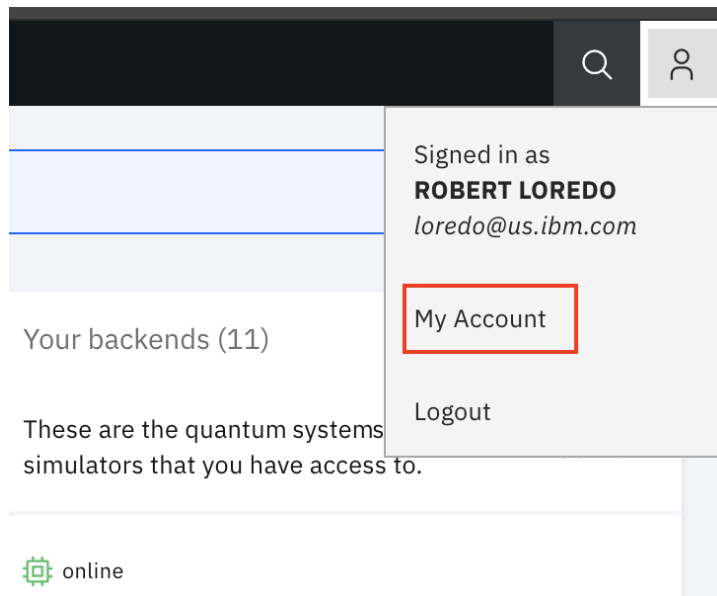 Signed in as
ROBERT LOREDO
loredo@us.ibm.com
My Account
Logout
Your backends (11)
These are the quantum systems
simulators that you have access to.
online